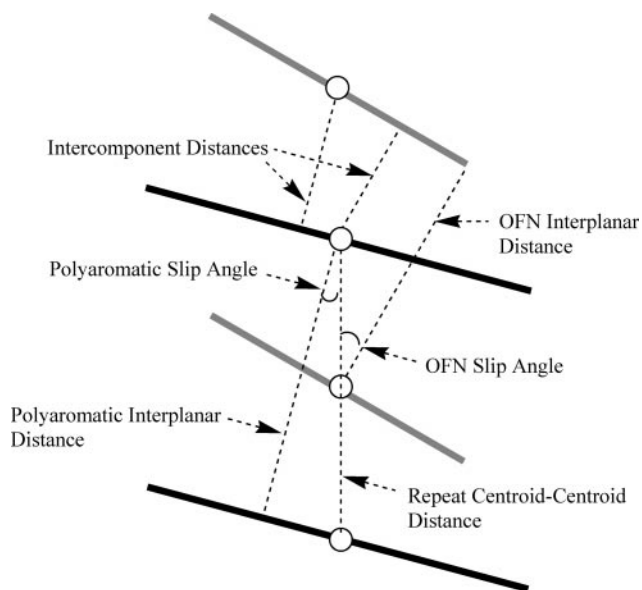 Intercomponent Distances
OFN Interplanar
Distance
Polyaromatic Slip Angle
OFN Slip Angle
Polyaromatic Interplanar
Distance
Repeat Centroid-Centroid
Distance